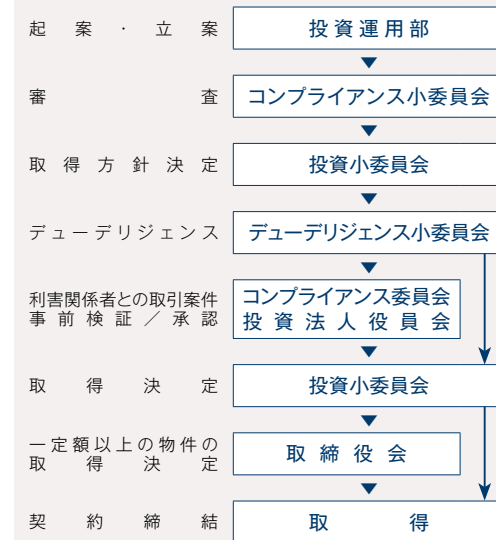 起案・立案
投資運用部
審査
コンプライアンス小委員会
取得方針決定
投資小委員会
デューデリジェンス
デューデリジェンス小委員会
利害関係者との取引案件
事前検証／承認
コンプライアンス委員会
投資法人役員会
取得決定
投資小委員会
一定額以上の物件の
取得決定
取締役会
契約締結
取得